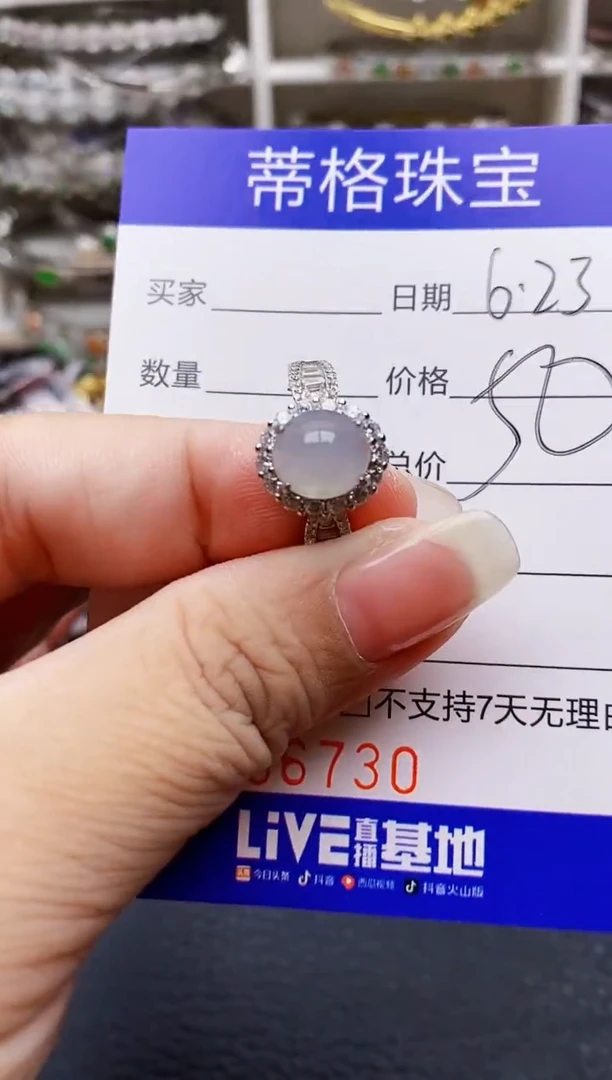 蒂格珠宝
买家 日期 6.23
数量 价格 50
总价
不支持7天无理由
6730
LIVE直播基地
头条 今日头条 抖音 西瓜视频 抖音火山版